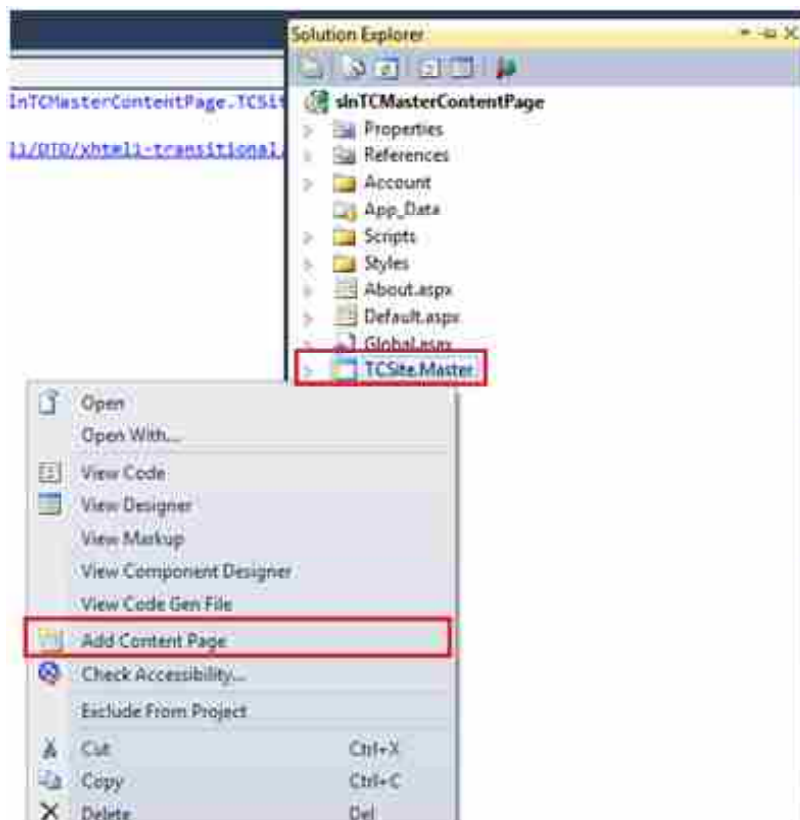 Solution Explorer
slnTCMasterContentPage
lnTCMasterContentPage.TCSit
Properties
l1/DTD/xhtml1-transitional.
References
Account
App_Data
Scripts
Styles
About.aspx
Default.aspx
Global.asax
TCSite.Master
Open
Open With...
View Code
View Designer
View Markup
View Component Designer
View Code Gen File
Add Content Page
Check Accessibility...
Exclude From Project
Cut Ctrl+X
Copy Ctrl+C
Delete Del